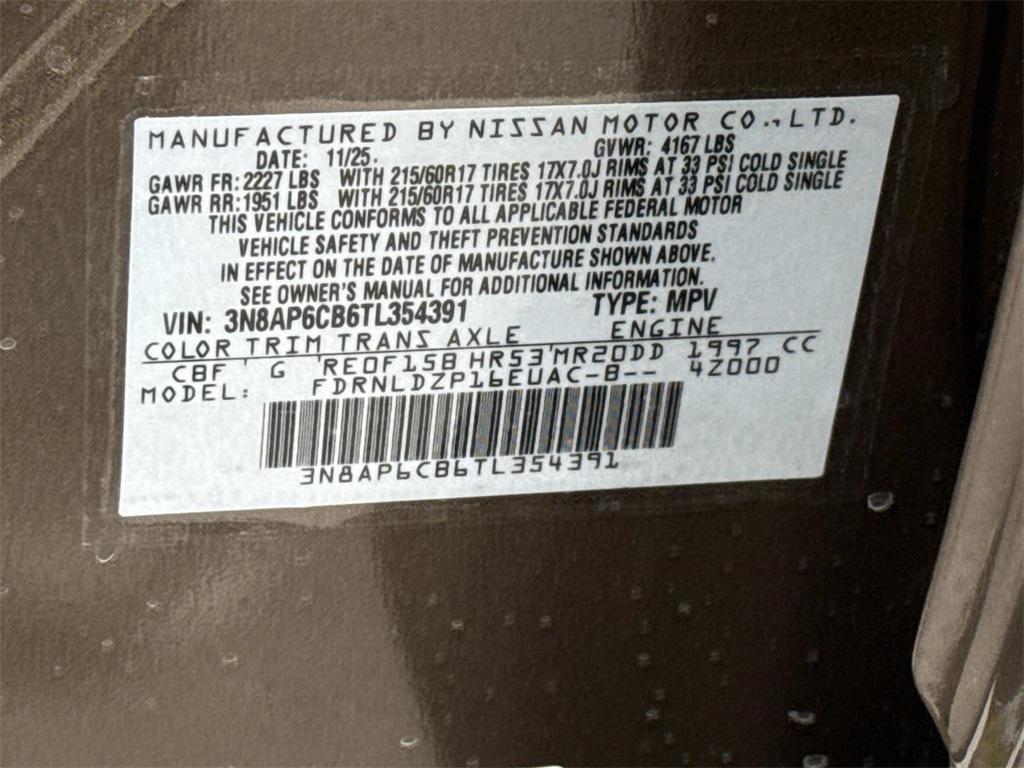 MANUFACTURED BY NISSAN MOTOR CO., LTD.
DATE: 11/25. GVWR: 4167 LBS
GAWR FR: 2227 LBS WITH 215/60R17 TIRES 17X7.0J RIMS AT 33 PSI COLD SINGLE
GAWR RR: 1951 LBS WITH 215/60R17 TIRES 17X7.0J RIMS AT 33 PSI COLD SINGLE
THIS VEHICLE CONFORMS TO ALL APPLICABLE FEDERAL MOTOR
VEHICLE SAFETY AND THEFT PREVENTION STANDARDS
IN EFFECT ON THE DATE OF MANUFACTURE SHOWN ABOVE.
SEE OWNER'S MANUAL FOR ADDITIONAL INFORMATION.
VIN: 3N8AP6CB6TL354391 TYPE: MPV
COLOR TRIM TRANS AXLE ENGINE
CBF G RE0F15B HR53 MR20DD 1997 CC
MODEL: FDRNLDZP16EUAC-B-- 4Z000
3N8AP6CB6TL354391